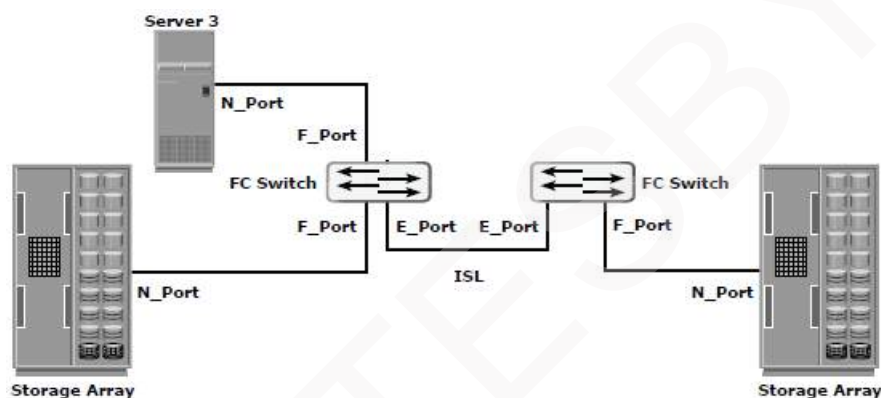 Server 3
N_Port
F_Port
FC Switch
FC Switch
F_Port
E_Port
E_Port
F_Port
ISL
N_Port
N_Port
Storage Array
Storage Array
TESBY